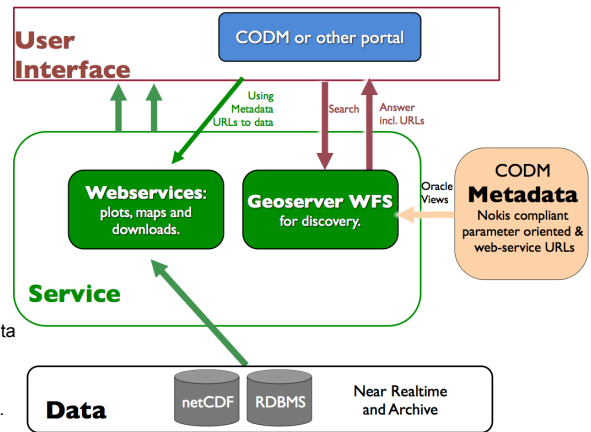 User
Interface
CODM or other portal
Using
Metadata
URLs to data
Search
Answer
incl. URLs
Webservices:
plots, maps and
downloads.
Geoserver WFS
for discovery.
Oracle
Views
CODM
Metadata
Nokis compliant
parameter oriented &
web-service URLs
Service
ta
.
Data
netCDF
RDBMS
Near Realtime
and Archive